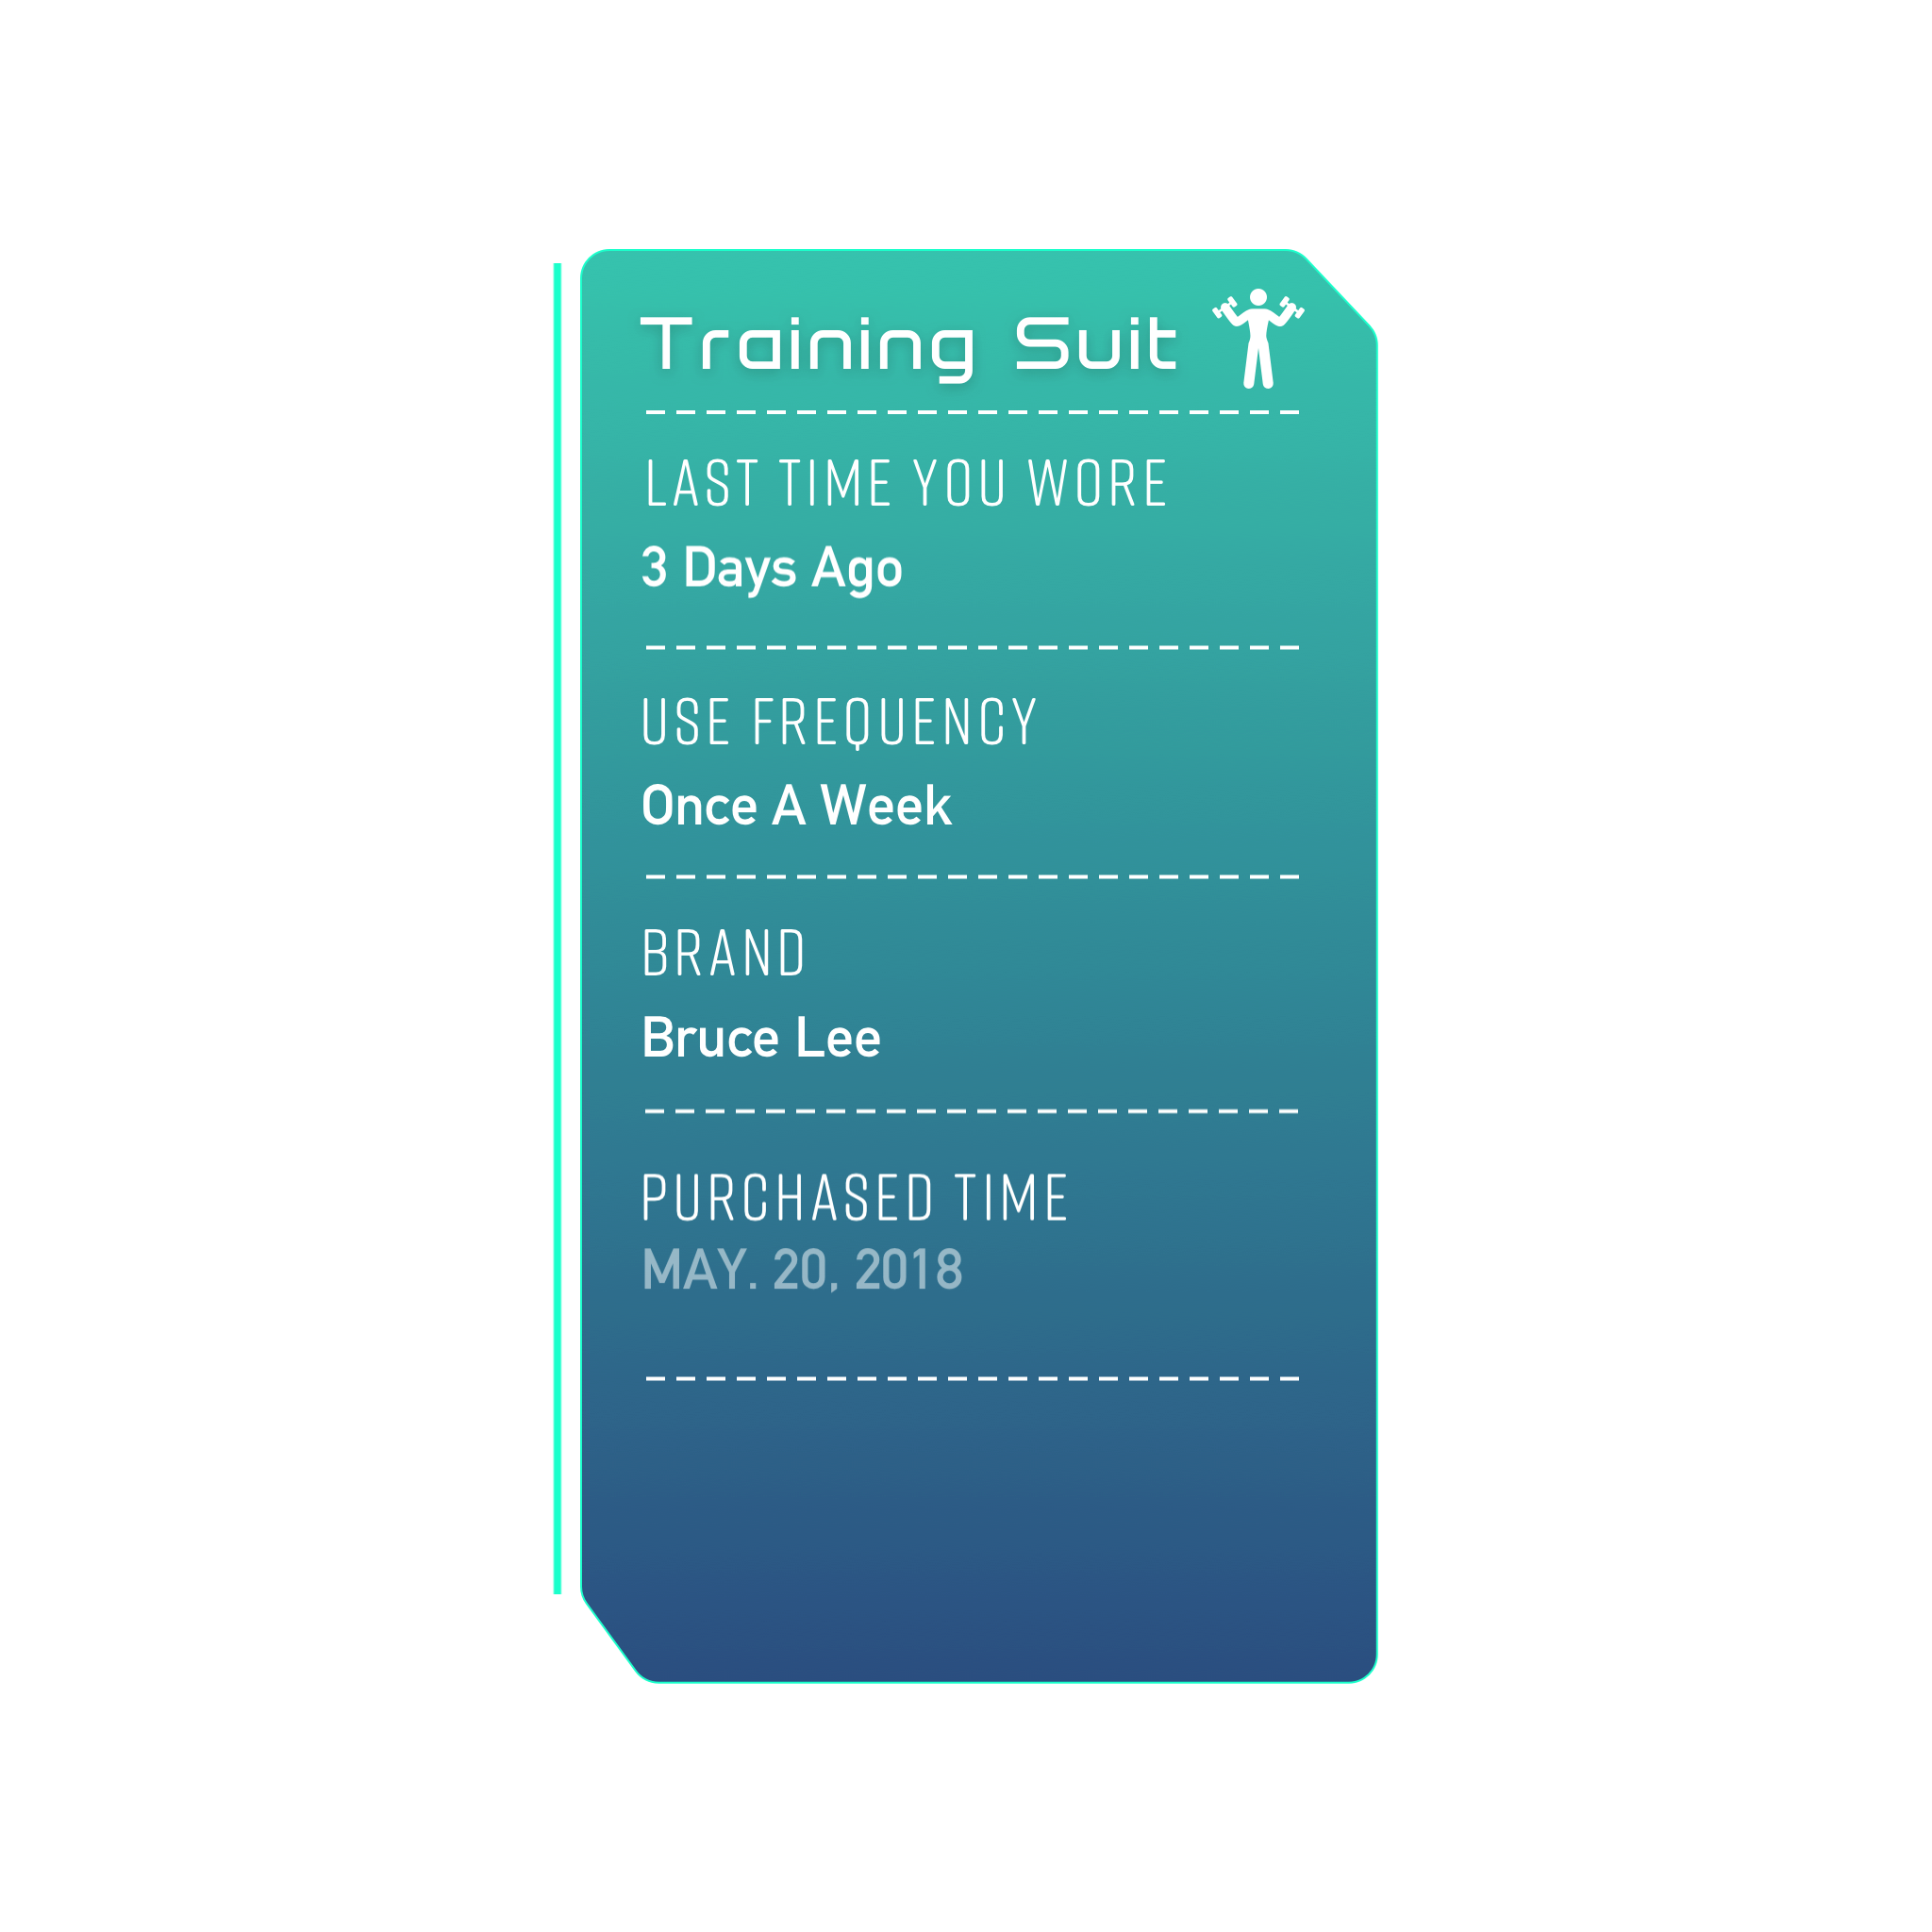 Training Suit
LAST TIME YOU WORE
3 Days Ago
USE FREQUENCY
Once A Week
BRAND
Bruce Lee
PURCHASED TIME
MAY. 20, 2018